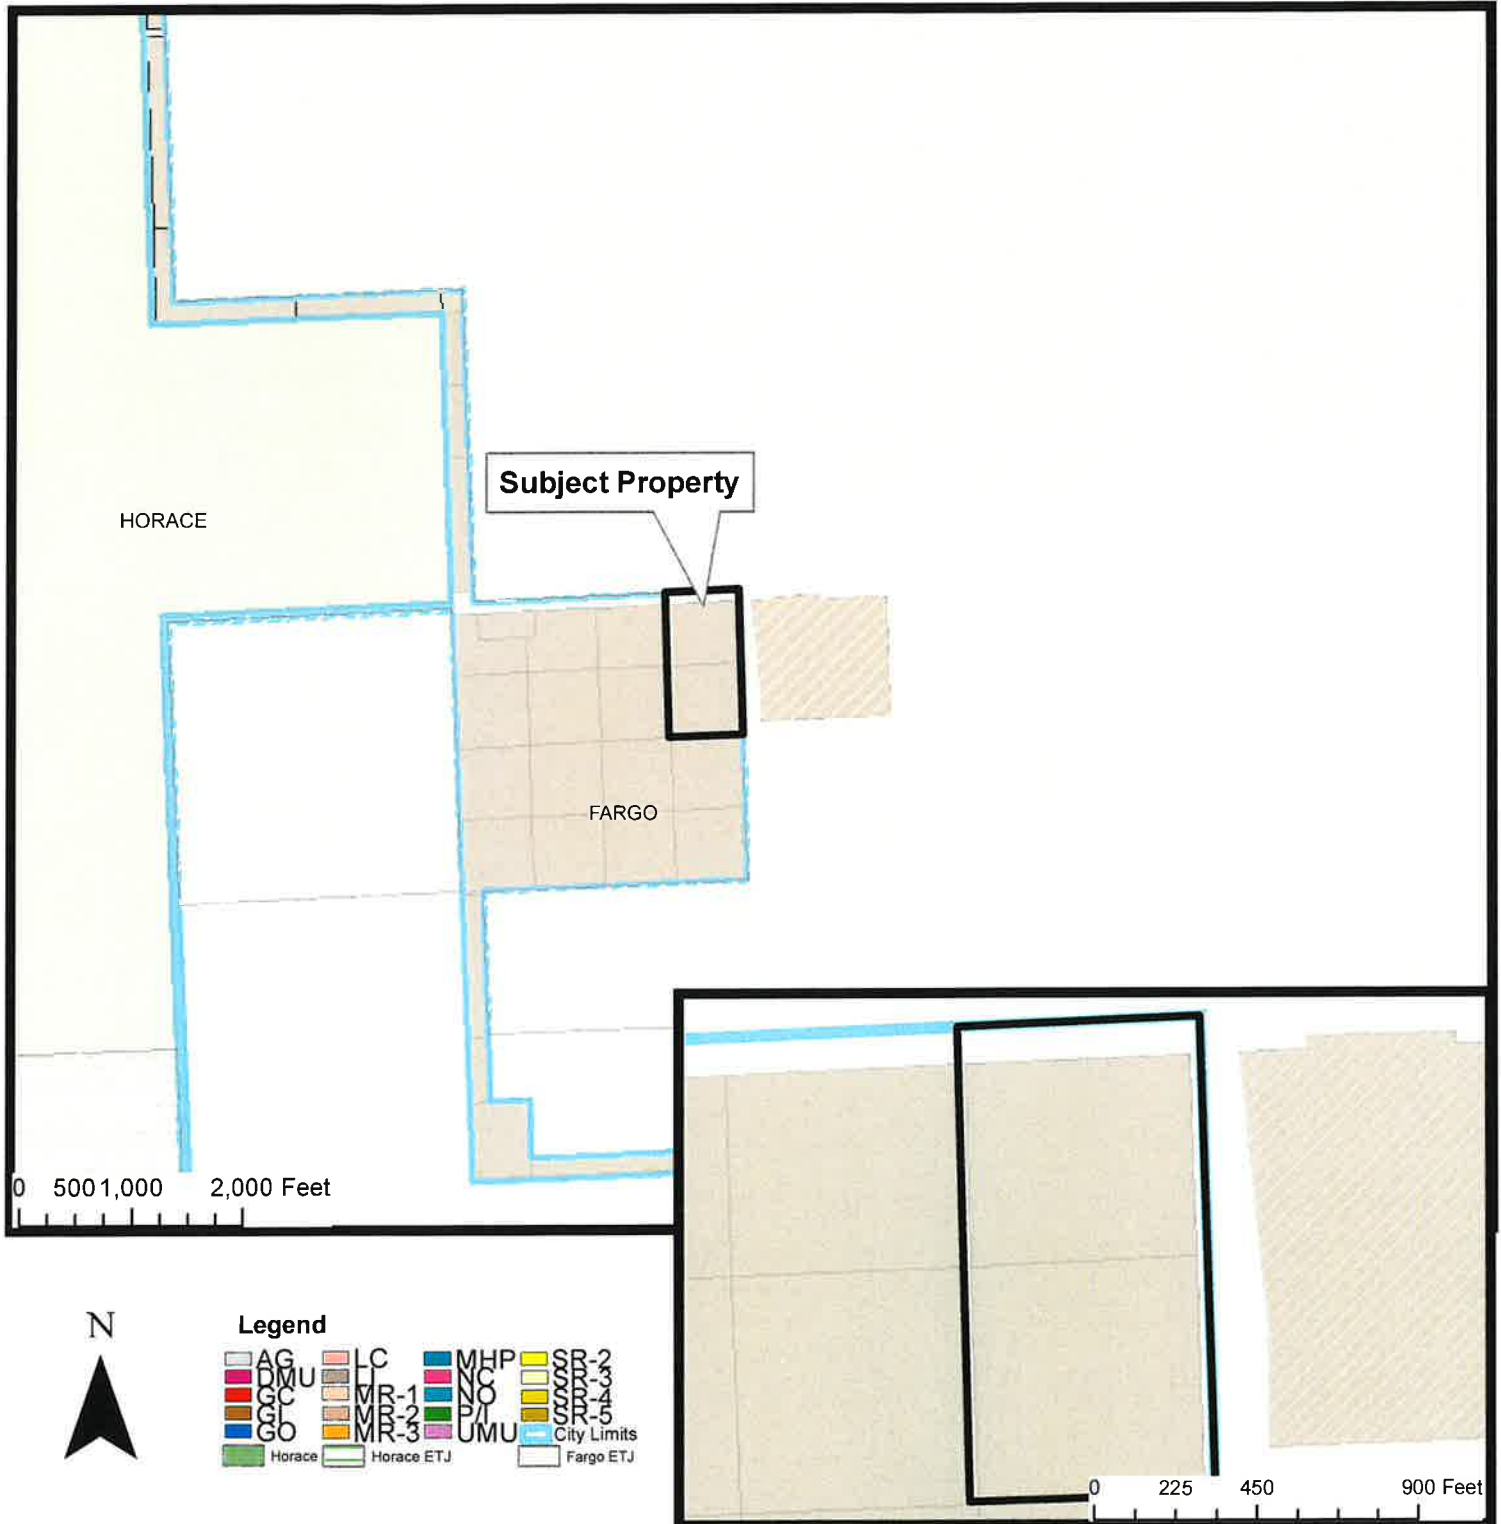 Subject Property
HORACE
FARGO
0 500 1,000 2,000 Feet
0 225 450 900 Feet
N
Legend
AG LC MHP SR-2
DMU LI NC SR-3
GC MR-1 NO SR-4
GI MR-2 P/I SR-5
GO MR-3 UMU City Limits
Horace Horace ETJ Fargo ETJ